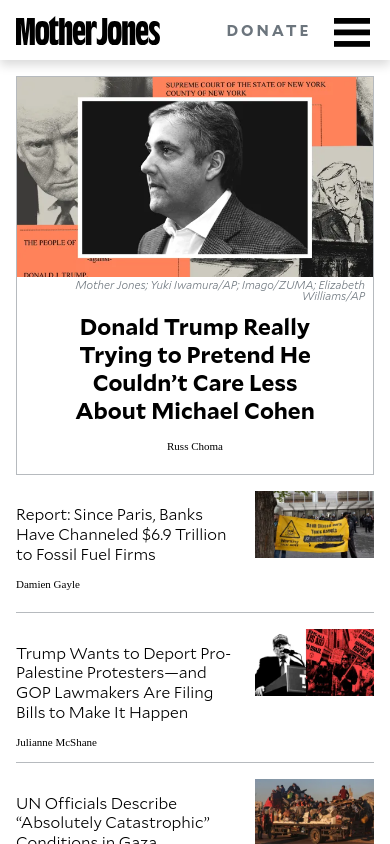 Mother Jones
DONATE
SUPREME COURT OF THE STATE OF NEW YORK
COUNTY OF NEW YORK
THE PEOPLE OF
-against-
DONALD J. TRUMP,
Mother Jones; Yuki Iwamura/AP; Imago/ZUMA; Elizabeth
Williams/AP
Donald Trump Really
Trying to Pretend He
Couldn’t Care Less
About Michael Cohen
Russ Choma
Report: Since Paris, Banks
Have Channeled $6.9 Trillion
to Fossil Fuel Firms
Damien Gayle
Trump Wants to Deport Pro-
Palestine Protesters—and
GOP Lawmakers Are Filing
Bills to Make It Happen
Julianne McShane
UN Officials Describe
“Absolutely Catastrophic”
Conditions in Gaza